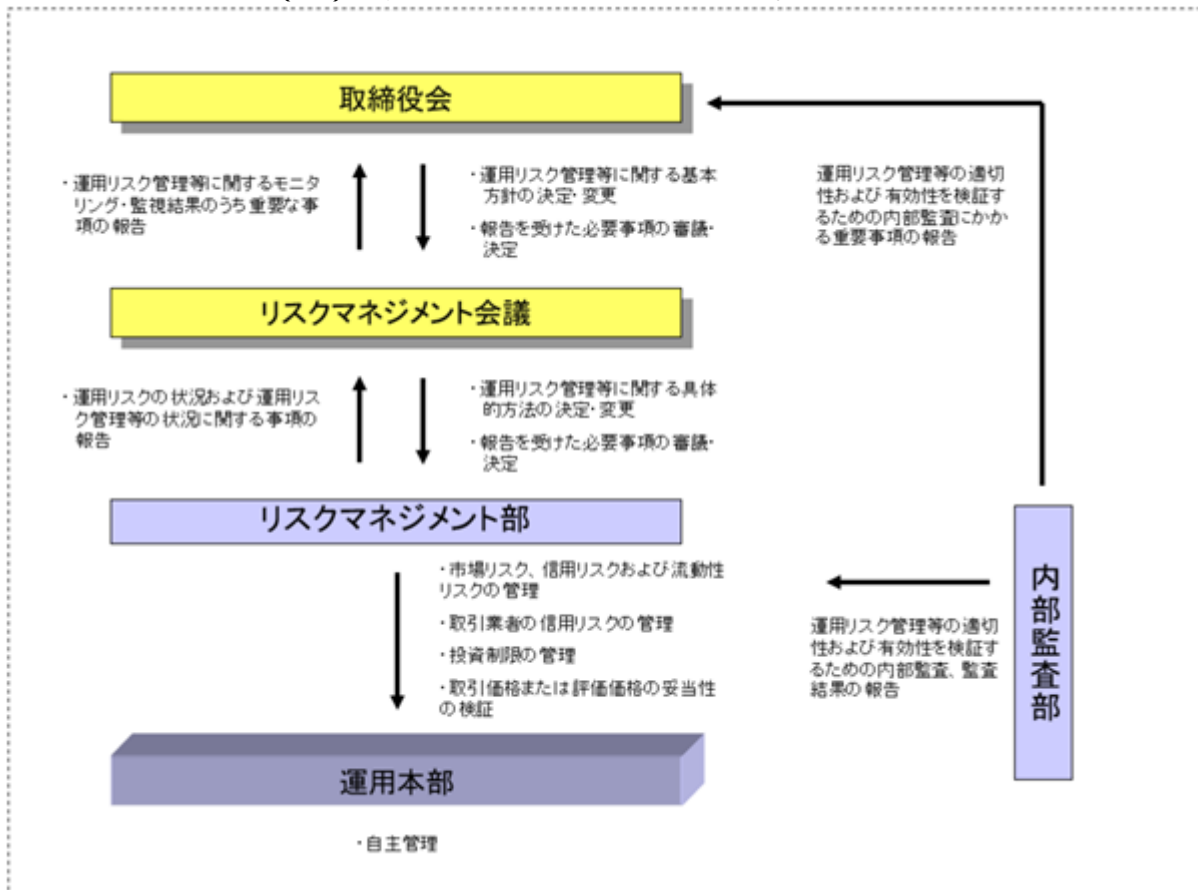 取締役会
・運用リスク管理等に関するモニタ
リング・監視結果のうち重要な事
項の報告
・運用リスク管理等に関する基本
方針の決定・変更
・報告を受けた必要事項の審議・
決定
運用リスク管理等の適切
性および有効性を検証す
るための内部監査にかか
る重要事項の報告
リスクマネジメント会議
・運用リスクの状況および運用リス
ク管理等の状況に関する事項の
報告
・運用リスク管理等に関する具体
的方法の決定・変更
・報告を受けた必要事項の審議・
決定
リスクマネジメント部
・市場リスク、信用リスクおよび流動性
リスクの管理
・取引業者の信用リスクの管理
・投資制限の管理
・取引価格または評価価格の妥当性
の検証
運用リスク管理等の適切
性および有効性を検証す
るための内部監査、監査
結果の報告
内部監査部
運用本部
・自主管理